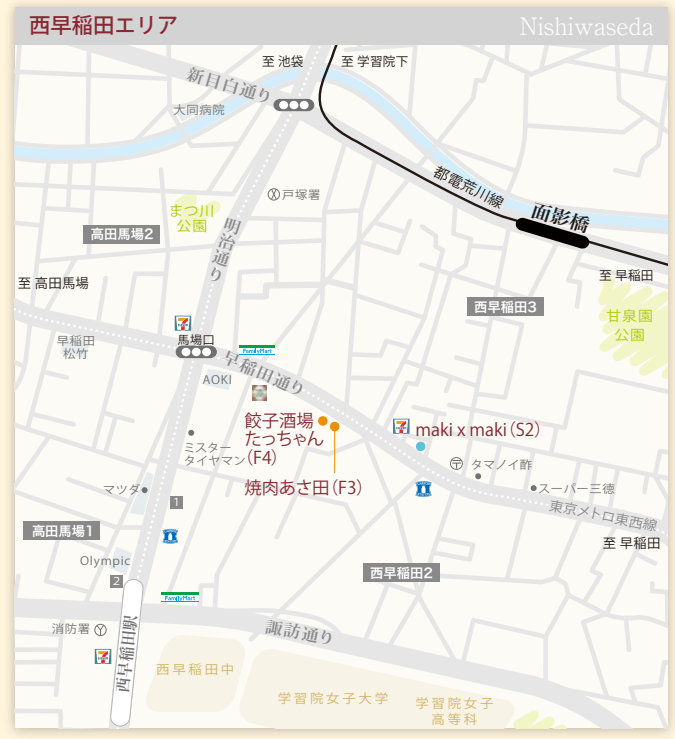 西早稲田エリア
Nishiwaseda
至 池袋
至 学習院下
新目白通り
大同病院
都電荒川線
戸塚署
まつ川
公園
面影橋
明治通り
高田馬場2
至 早稲田
至 高田馬場
西早稲田3
甘泉園
公園
早稲田
松竹
馬場口
FamilyMart
早稲田通り
AOKI
餃子酒場
たっちゃん
(F4)
maki x maki (S2)
ミスター
タイヤマン
焼肉あさ田(F3)
タマノイ酢
マツダ
スーパー三徳
1
東京メトロ東西線
高田馬場1
至 早稲田
Olympic
西早稲田2
2
FamilyMart
消防署
諏訪通り
西早稲田駅
西早稲田中
学習院女子大学
学習院女子
高等科